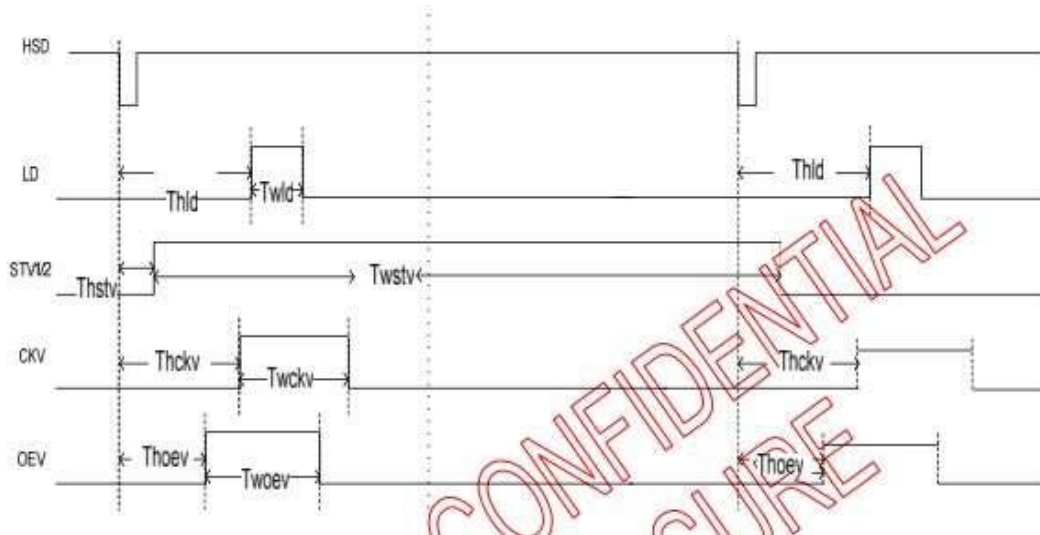 HSD
LD
Thld
Twld
Thld
STV1/2
Thstv
Twstv
CKV
Thckv
Twckv
Thckv
OEV
Thoev
Twoev
Thoev
CONFIDENTIAL